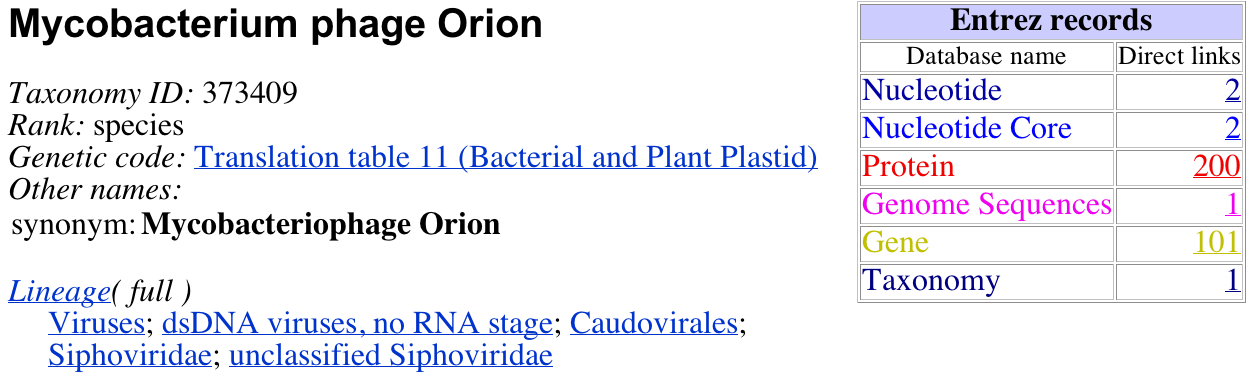 Mycobacterium phage Orion
Taxonomy ID: 373409
Rank: species
Genetic code: Translation table 11 (Bacterial and Plant Plastid)
Other names:
synonym: Mycobacteriophage Orion
Lineage( full )
Viruses; dsDNA viruses, no RNA stage; Caudovirales;
Siphoviridae; unclassified Siphoviridae
Entrez records
Database name Direct links
Nucleotide 2
Nucleotide Core 2
Protein 200
Genome Sequences 1
Gene 101
Taxonomy 1